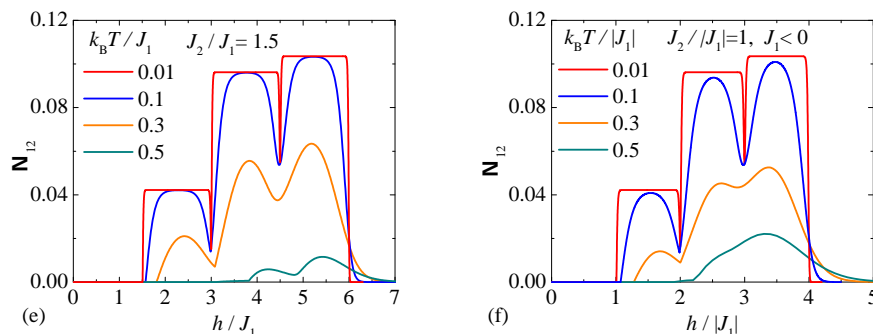 0.12
k_B T / J_1 J_2 / J_1 = 1.5
0.01
0.1
0.3
0.5
0.08
0.04
0.00
N_12
0 1 2 3 4 5 6 7
(e) h / J_1
0.12
k_B T / |J_1| J_2 / |J_1|=1, J_1< 0
0.01
0.1
0.3
0.5
0.08
0.04
0.00
N_12
0 1 2 3 4 5
(f) h / |J_1|